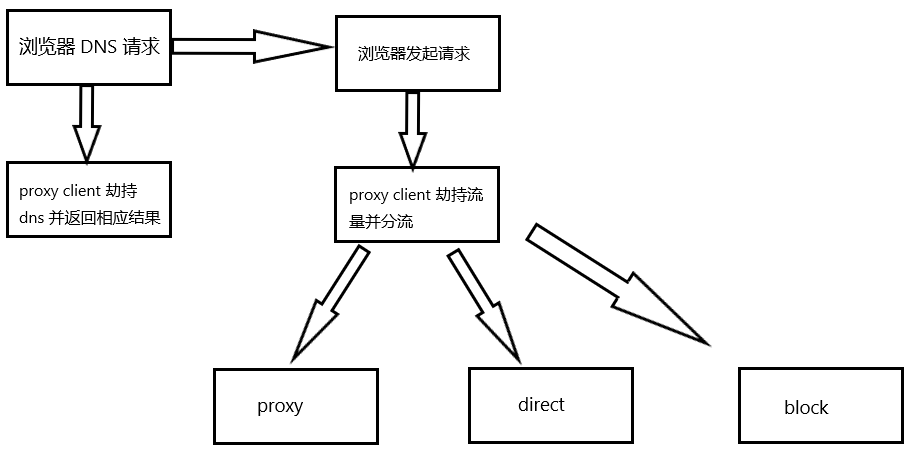 浏览器 DNS 请求
浏览器发起请求
proxy client 劫持
dns 并返回相应结果
proxy client 劫持流
量并分流
proxy
direct
block